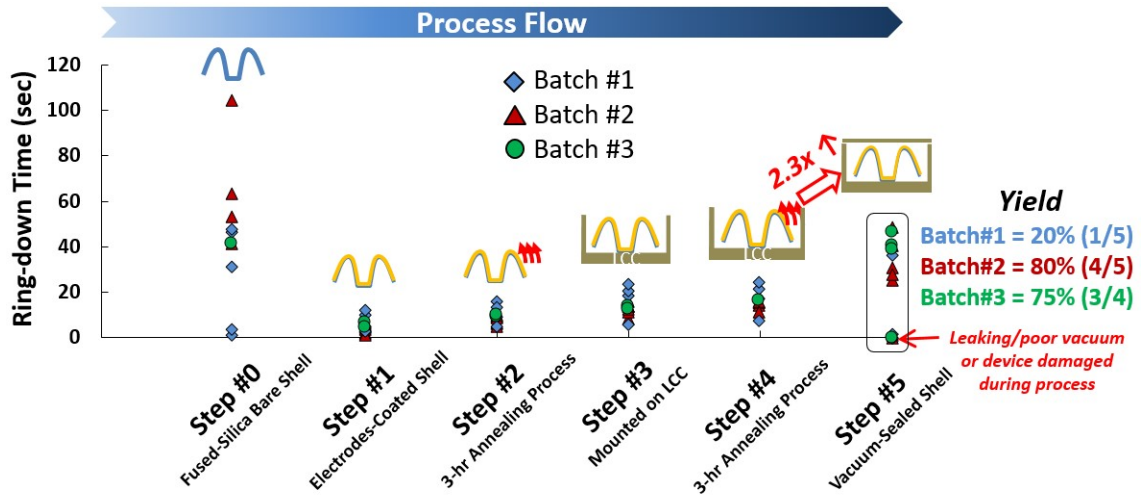 Process Flow
Ring-down Time (sec)
120
100
80
60
40
20
0
Batch #1
Batch #2
Batch #3
2.3x
LCC
LCC
Yield
Batch#1 = 20% (1/5)
Batch#2 = 80% (4/5)
Batch#3 = 75% (3/4)
Leaking/poor vacuum
or device damaged
during process
Step #0
Fused-Silica Bare Shell
Step #1
Electrodes-Coated Shell
Step #2
3-hr Annealing Process
Step #3
Mounted on LCC
Step #4
3-hr Annealing Process
Step #5
Vacuum-Sealed Shell